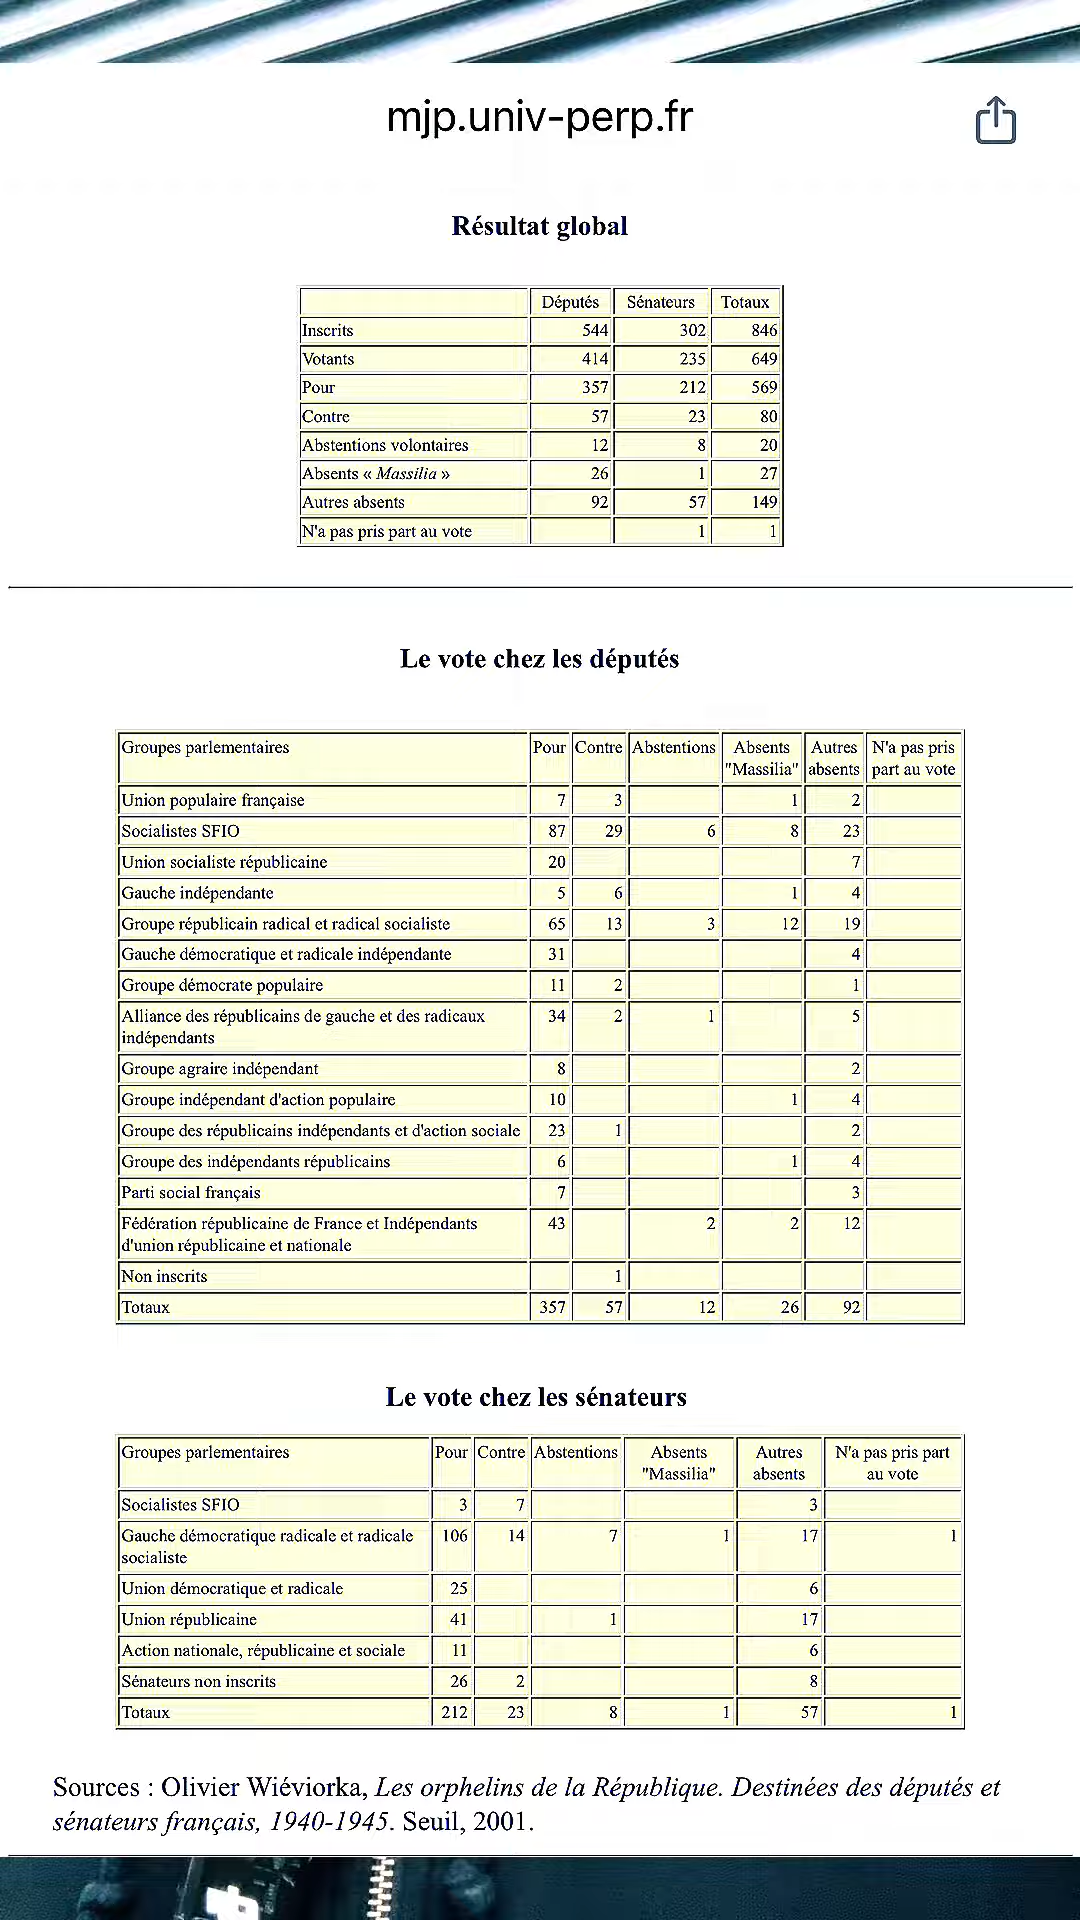 mjp.univ-perp.fr
Résultat global
Députés Sénateurs Totaux
Inscrits 544 302 846
Votants 414 235 649
Pour 357 212 569
Contre 57 23 80
Abstentions volontaires 12 8 20
Absents « Massilia » 26 1 27
Autres absents 92 57 149
N'a pas pris part au vote 1 1
Le vote chez les députés
Groupes parlementaires Pour Contre Abstentions Absents Autres N'a pas pris
"Massilia" absents part au vote
Union populaire française 7 3 1 2
Socialistes SFIO 87 29 6 8 23
Union socialiste républicaine 20 7
Gauche indépendante 5 6 1 4
Groupe républicain radical et radical socialiste 65 13 3 12 19
Gauche démocratique et radicale indépendante 31 4
Groupe démocrate populaire 11 2 1
Alliance des républicains de gauche et des radicaux 34 2 1 5
indépendants
Groupe agraire indépendant 8 2
Groupe indépendant d'action populaire 10 1 4
Groupe des républicains indépendants et d'action sociale 23 1 2
Groupe des indépendants républicains 6 1 4
Parti social français 7 3
Fédération républicaine de France et Indépendants 43 2 2 12
d'union républicaine et nationale
Non inscrits 1
Totaux 357 57 12 26 92
Le vote chez les sénateurs
Groupes parlementaires Pour Contre Abstentions Absents Autres N'a pas pris part
"Massilia" absents au vote
Socialistes SFIO 3 7 3
Gauche démocratique radicale et radicale 106 14 7 1 17 1
socialiste
Union démocratique et radicale 25 6
Union républicaine 41 1 17
Action nationale, républicaine et sociale 11 6
Sénateurs non inscrits 26 2 8
Totaux 212 23 8 1 57 1
Sources : Olivier Wiéviorka, Les orphelins de la République. Destinées des députés et
sénateurs français, 1940-1945. Seuil, 2001.